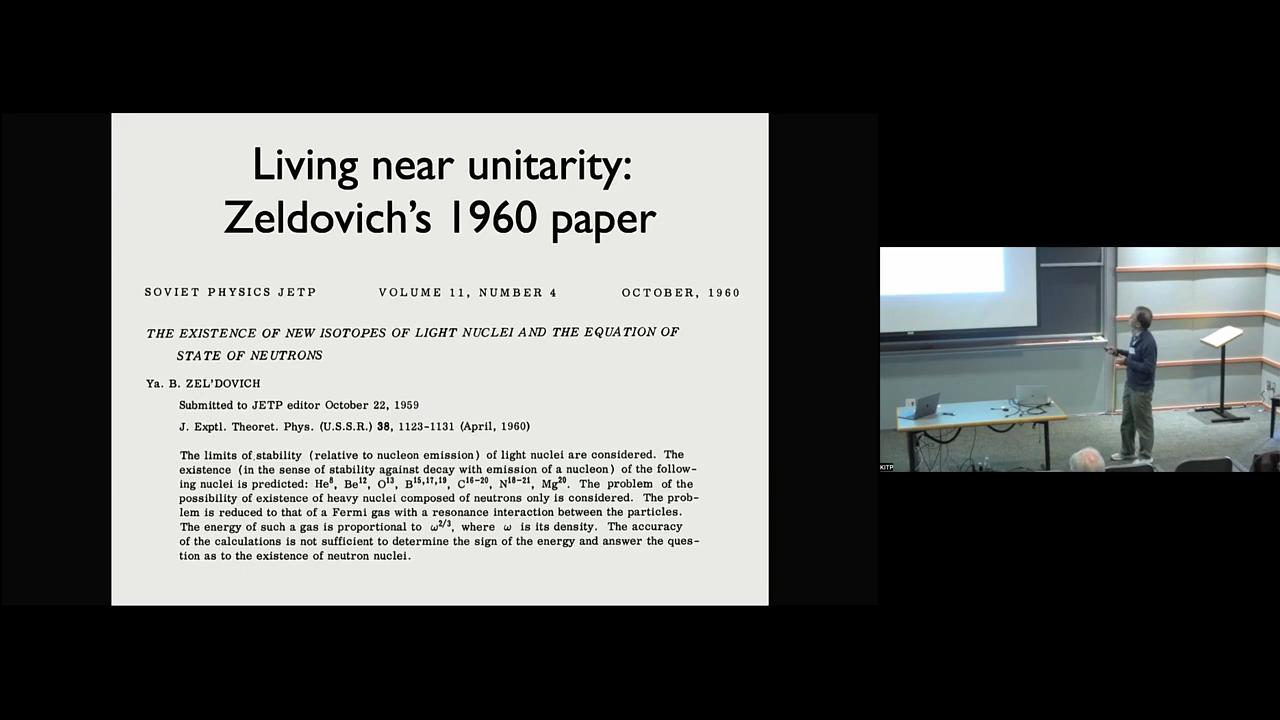 Living near unitarity:
Zeldovich's 1960 paper
SOVIET PHYSICS JETP VOLUME 11, NUMBER 4 OCTOBER, 1960
THE EXISTENCE OF NEW ISOTOPES OF LIGHT NUCLEI AND THE EQUATION OF
STATE OF NEUTRONS
Ya. B. ZEL'DOVICH
Submitted to JETP editor October 22, 1959
J. Exptl. Theoret. Phys. (U.S.S.R.) 38, 1123-1131 (April, 1960)
The limits of stability (relative to nucleon emission) of light nuclei are considered. The
existence (in the sense of stability against decay with emission of a nucleon) of the follow-
ing nuclei is predicted: He⁸, Be¹², O¹³, B¹⁵,¹⁷,¹⁹, C¹⁶⁻²⁰, N¹⁸⁻²¹, Mg²⁰. The problem of the
possibility of existence of heavy nuclei composed of neutrons only is considered. The prob-
lem is reduced to that of a Fermi gas with a resonance interaction between the particles.
The energy of such a gas is proportional to ω²/³, where ω is its density. The accuracy
of the calculations is not sufficient to determine the sign of the energy and answer the ques-
tion as to the existence of neutron nuclei.
KITP